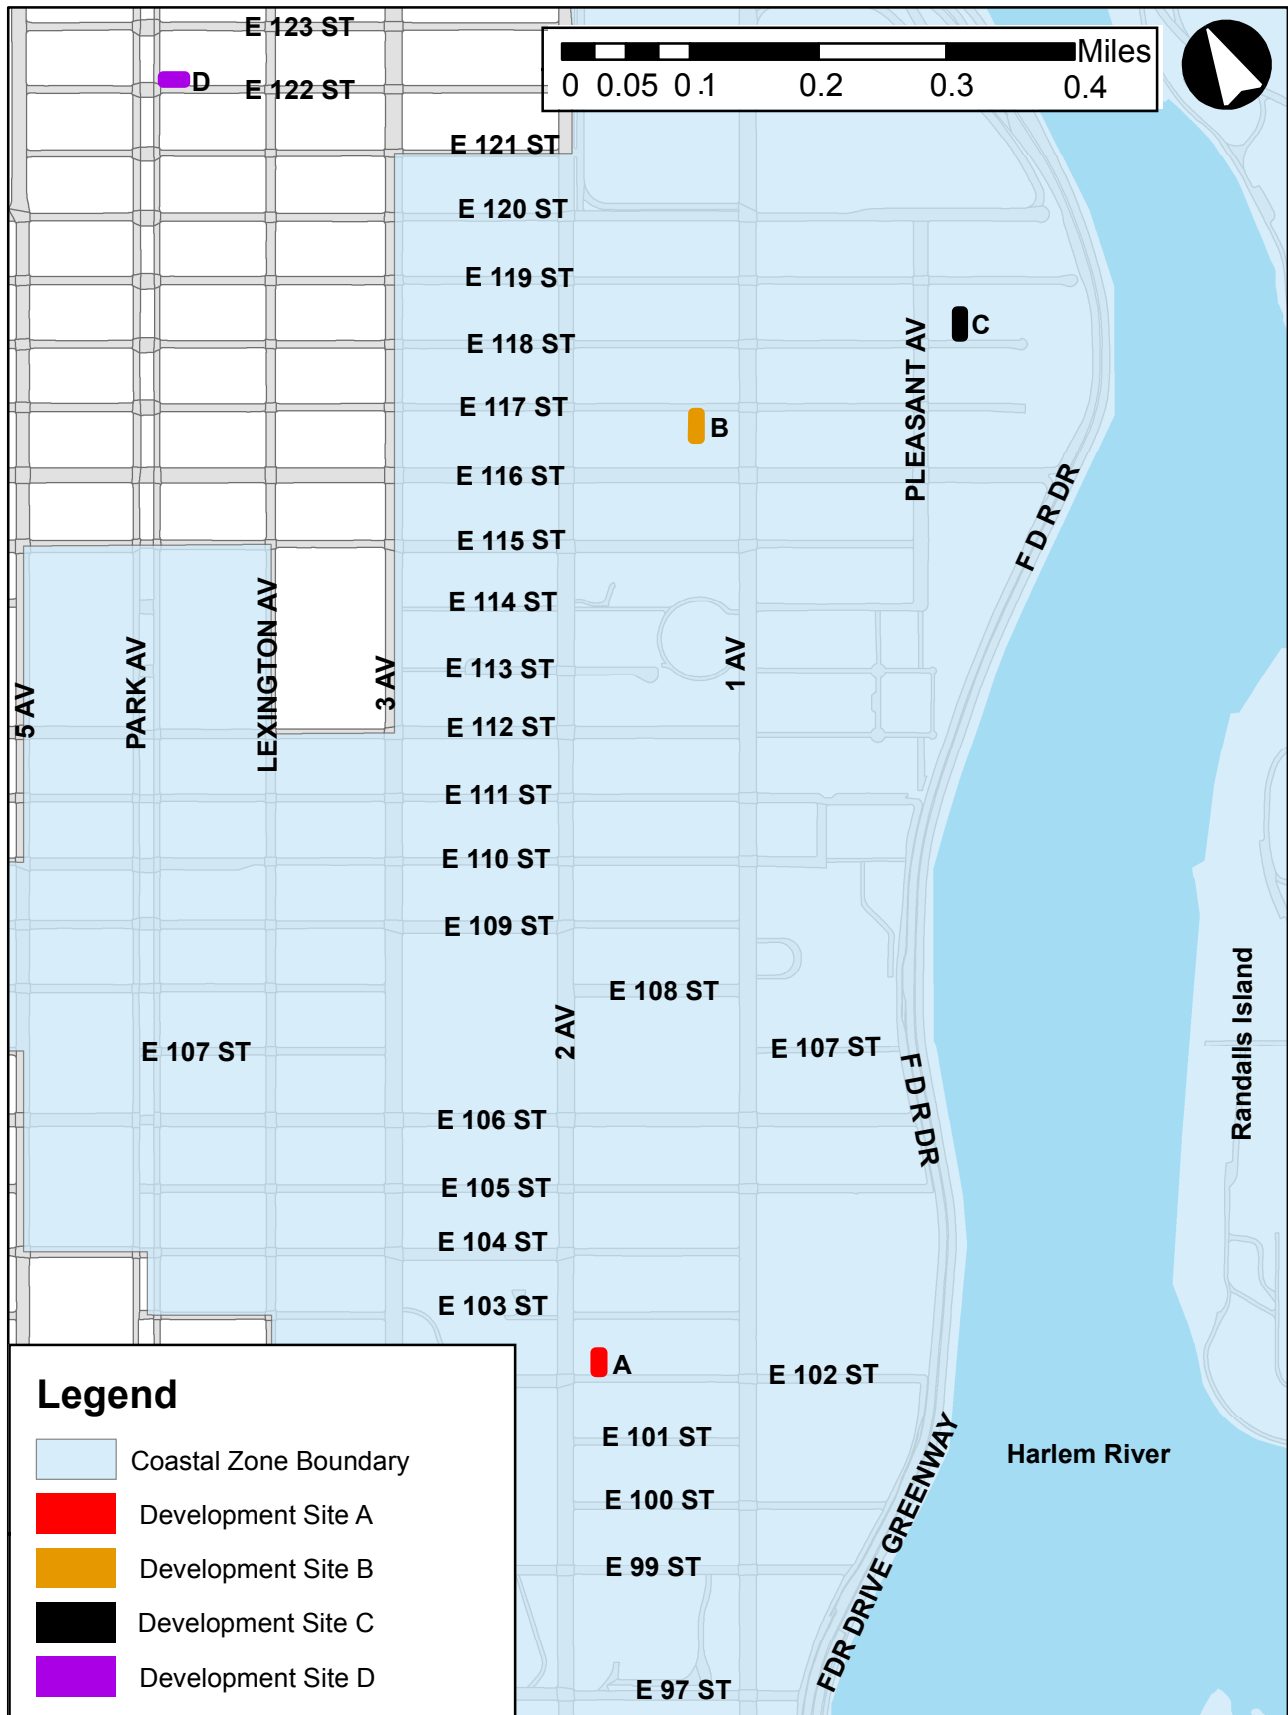 E 123 ST
Miles
0 0.05 0.1 0.2 0.3 0.4
D
E 122 ST
E 121 ST
E 120 ST
E 119 ST
C
E 118 ST
PLEASANT AV
E 117 ST
B
E 116 ST
F D R DR
E 115 ST
E 114 ST
LEXINGTON AV
PARK AV
5 AV
3 AV
1 AV
E 113 ST
E 112 ST
E 111 ST
E 110 ST
E 109 ST
E 108 ST
2 AV
E 107 ST
E 107 ST
F D R DR
Randalls Island
E 106 ST
E 105 ST
E 104 ST
E 103 ST
A
E 102 ST
E 101 ST
Harlem River
FDR DRIVE GREENWAY
E 100 ST
E 99 ST
E 97 ST
Legend
Coastal Zone Boundary
Development Site A
Development Site B
Development Site C
Development Site D